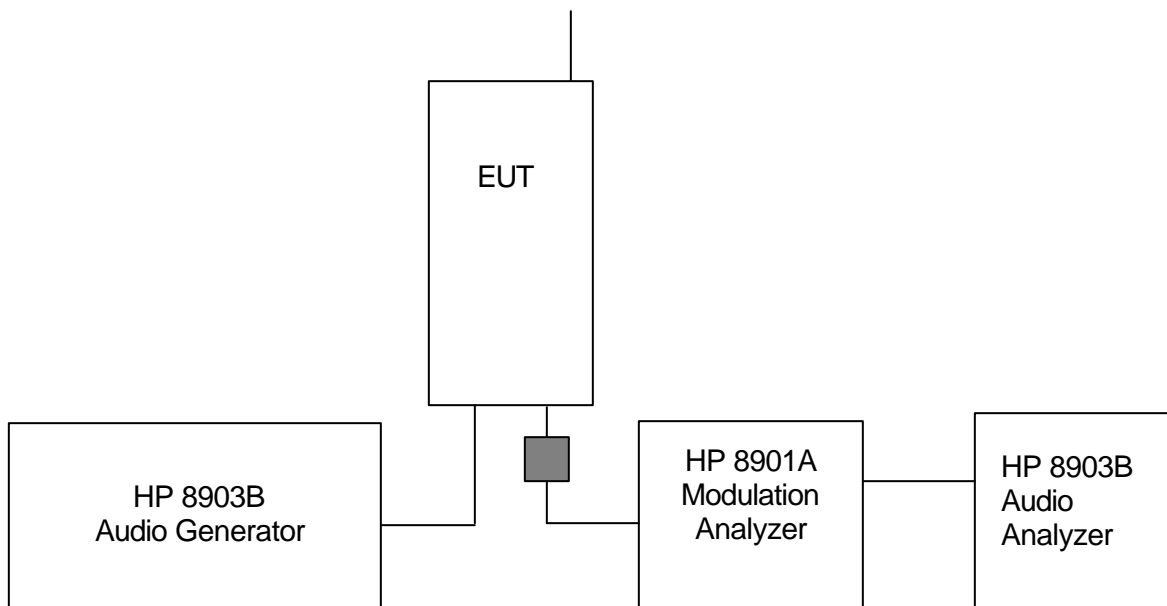 EUT
HP 8903B
Audio Generator
HP 8901A
Modulation
Analyzer
HP 8903B
Audio
Analyzer